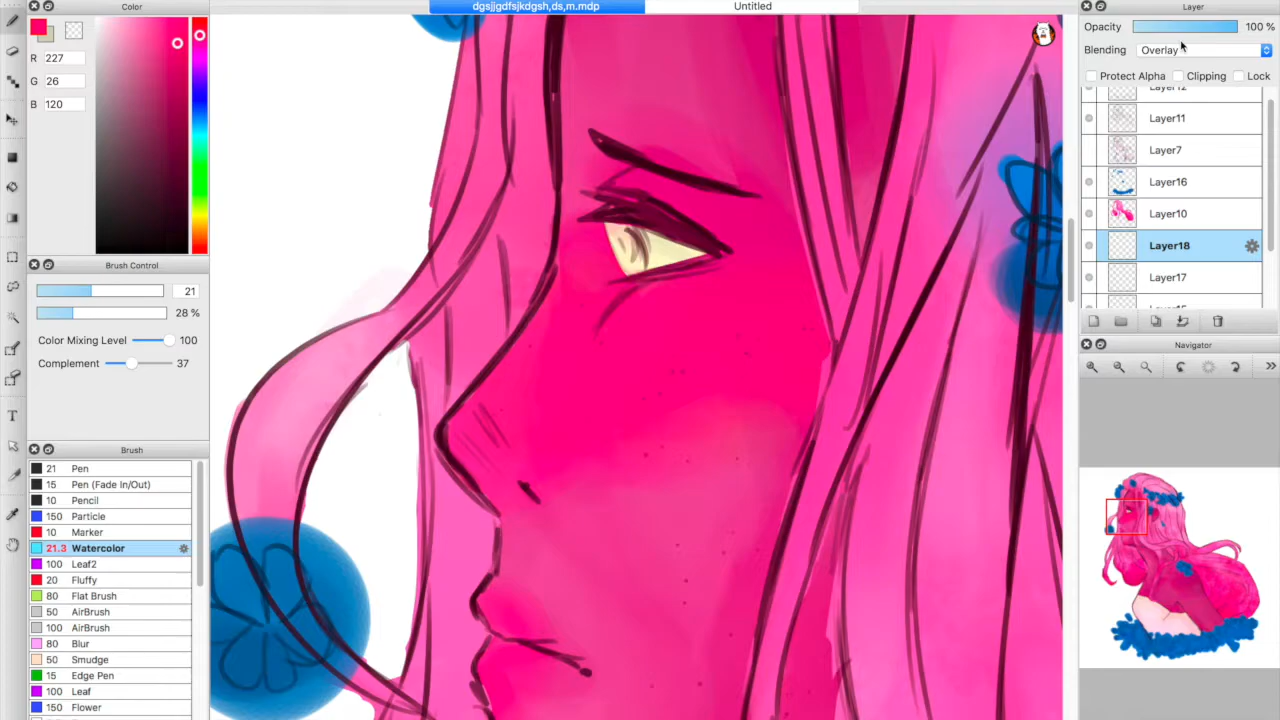 Color
dgsjjgdfsjkdgsh,ds,m.mdp
Untitled
Layer
R 227
G 26
B 120
Opacity 100 %
Blending Overlay
Protect Alpha Clipping Lock
Layer12
Layer11
Layer7
Layer16
Layer10
Layer18
Layer17
Brush Control
21
28 %
Color Mixing Level 100
Complement 37
Navigator
Brush
21 Pen
15 Pen (Fade In/Out)
10 Pencil
150 Particle
10 Marker
21.3 Watercolor
100 Leaf2
20 Fluffy
80 Flat Brush
50 AirBrush
100 AirBrush
80 Blur
50 Smudge
15 Edge Pen
100 Leaf
150 Flower
T